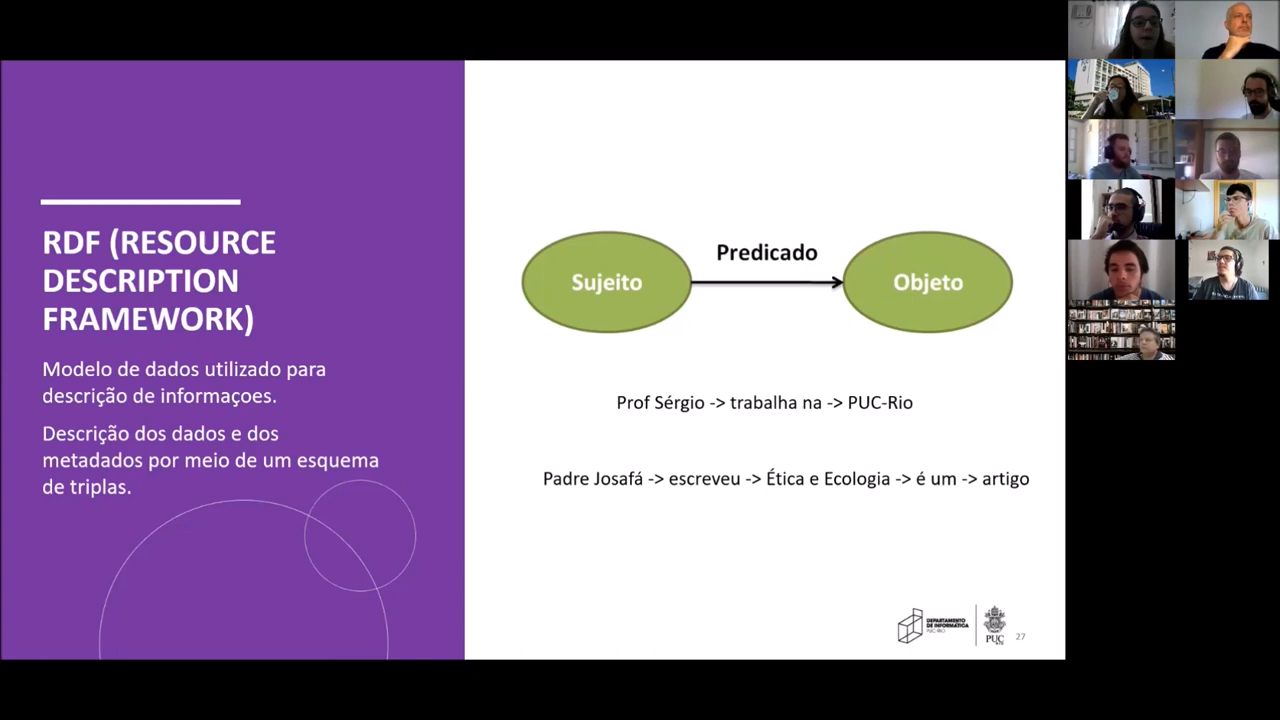 RDF (RESOURCE
DESCRIPTION
FRAMEWORK)
Modelo de dados utilizado para
descrição de informaçoes.
Descrição dos dados e dos
metadados por meio de um esquema
de triplas.
Predicado
Sujeito
Objeto
Prof Sérgio -> trabalha na -> PUC-Rio
Padre Josafá -> escreveu -> Ética e Ecologia -> é um -> artigo
DEPARTAMENTO
DE INFORMÁTICA
PUC-RIO
PUC
RIO
27